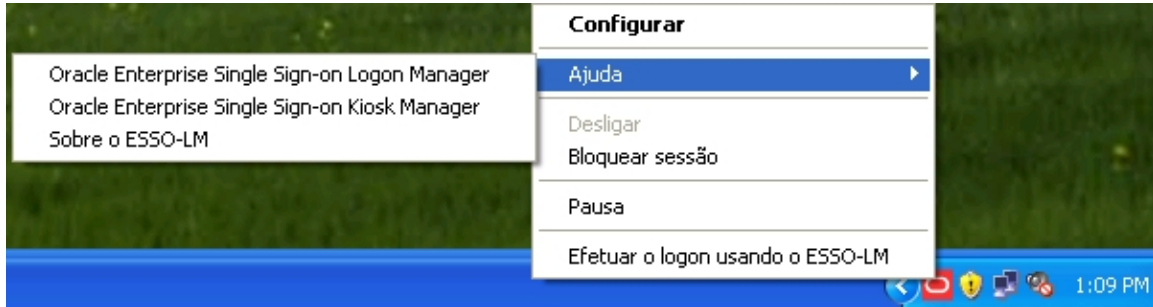 Configurar
Ajuda
Oracle Enterprise Single Sign-on Logon Manager
Oracle Enterprise Single Sign-on Kiosk Manager
Sobre o ESSO-LM
Desligar
Bloquear sessão
Pausa
Efetuar o logon usando o ESSO-LM
1:09 PM